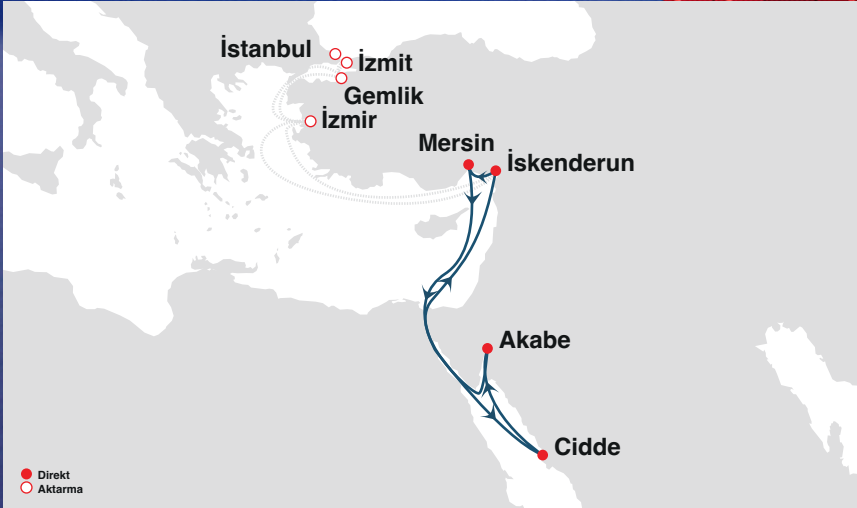 İstanbul
İzmit
Gemlik
İzmir
Mersin
İskenderun
Akabe
Cidde
Direkt
Aktarma